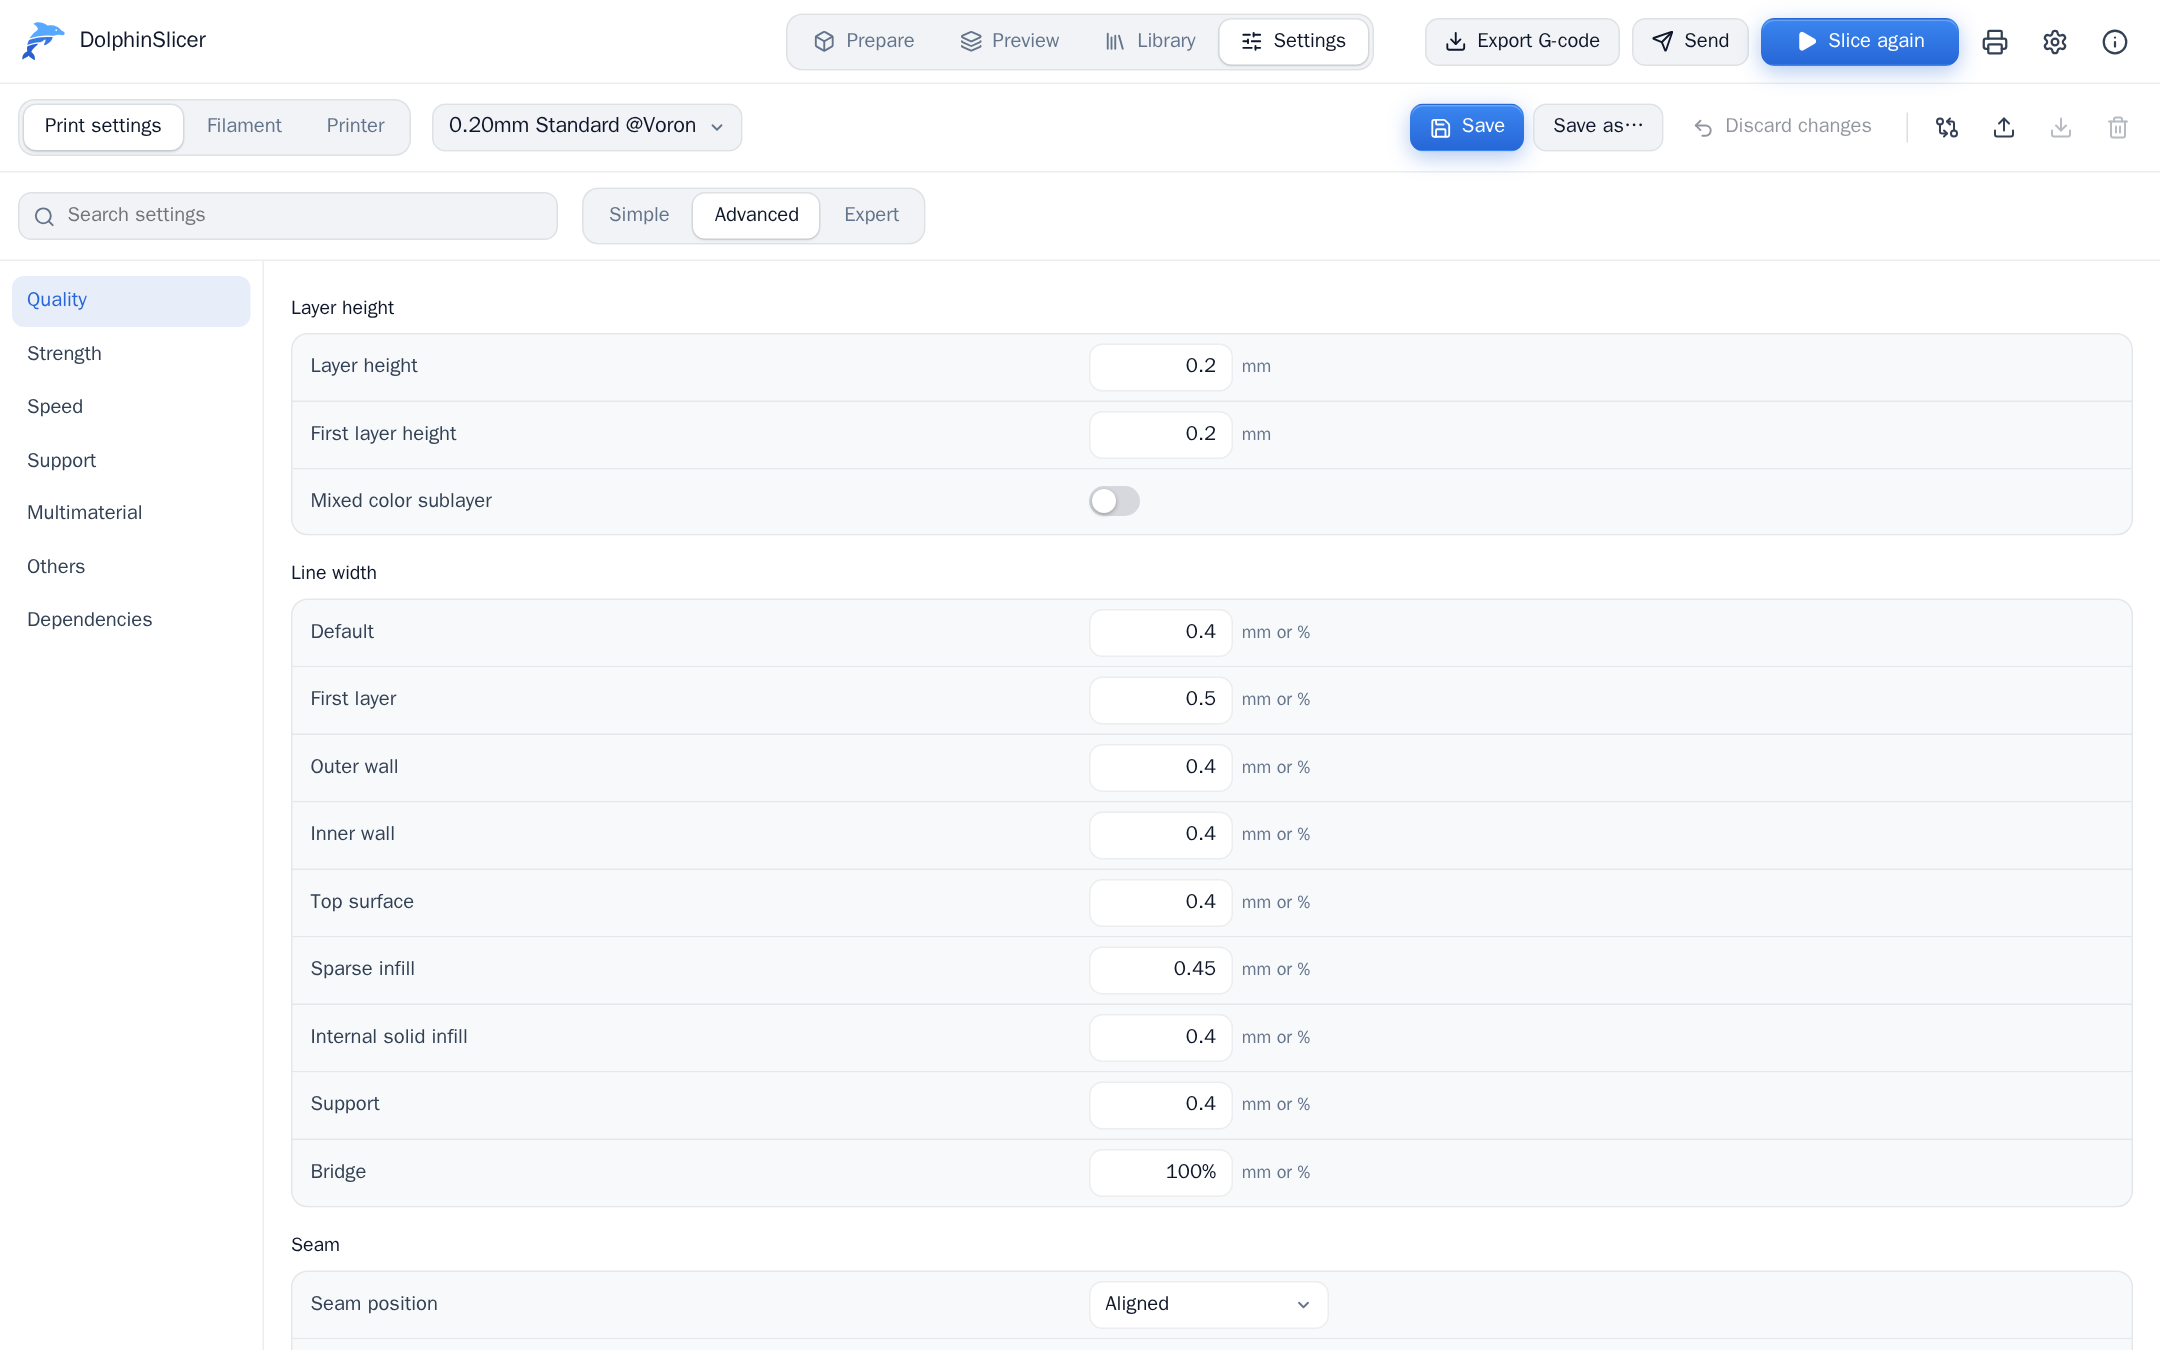 DolphinSlicer
Prepare Preview Library Settings Export G-code Send Slice again
Print settings Filament Printer 0.20mm Standard @Voron Save Save as··· Discard changes
Search settings Simple Advanced Expert
Quality
Strength
Speed
Support
Multimaterial
Others
Dependencies
Layer height
Layer height 0.2 mm
First layer height 0.2 mm
Mixed color sublayer
Line width
Default 0.4 mm or %
First layer 0.5 mm or %
Outer wall 0.4 mm or %
Inner wall 0.4 mm or %
Top surface 0.4 mm or %
Sparse infill 0.45 mm or %
Internal solid infill 0.4 mm or %
Support 0.4 mm or %
Bridge 100% mm or %
Seam
Seam position Aligned